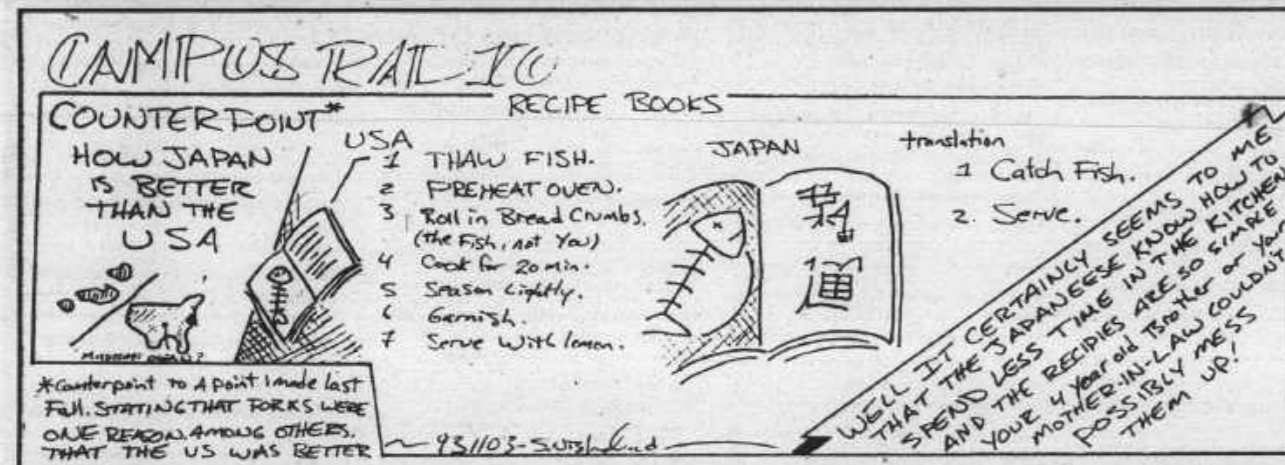 CAMPUS
COUNTERPOINT*
HOW JAPAN
IS BETTER
THAN THE
USA
RECIPE BOOKS
USA
1 THAW FISH.
2 PREHEAT OVEN.
3 Roll in Bread Crumbs.
(the Fish, not You)
4 Cook for 20 min.
5 Season Lightly.
6 Garnish.
7 Serve With lemon.
JAPAN
translation
1 Catch Fish.
2. Serve.
WELL IT CERTAINCY SEEMS TO ME
THAT THE JAPANEESE KNOW HOW TO
SPEND LESS TIME IN THE KITCHEN
AND THE RECIPIES ARE SO SIMPLE
YOUR 4 year old Brother or Your
MOTHER-IN-LAW COULDN'T
POSSIBLY MESS
THEM UP!
*Counterpoint to A point I made last
Fall. STATING THAT FORKS WERE
ONE REASON. AMONG OTHERS.
THAT THE US WAS BETTER
931103-